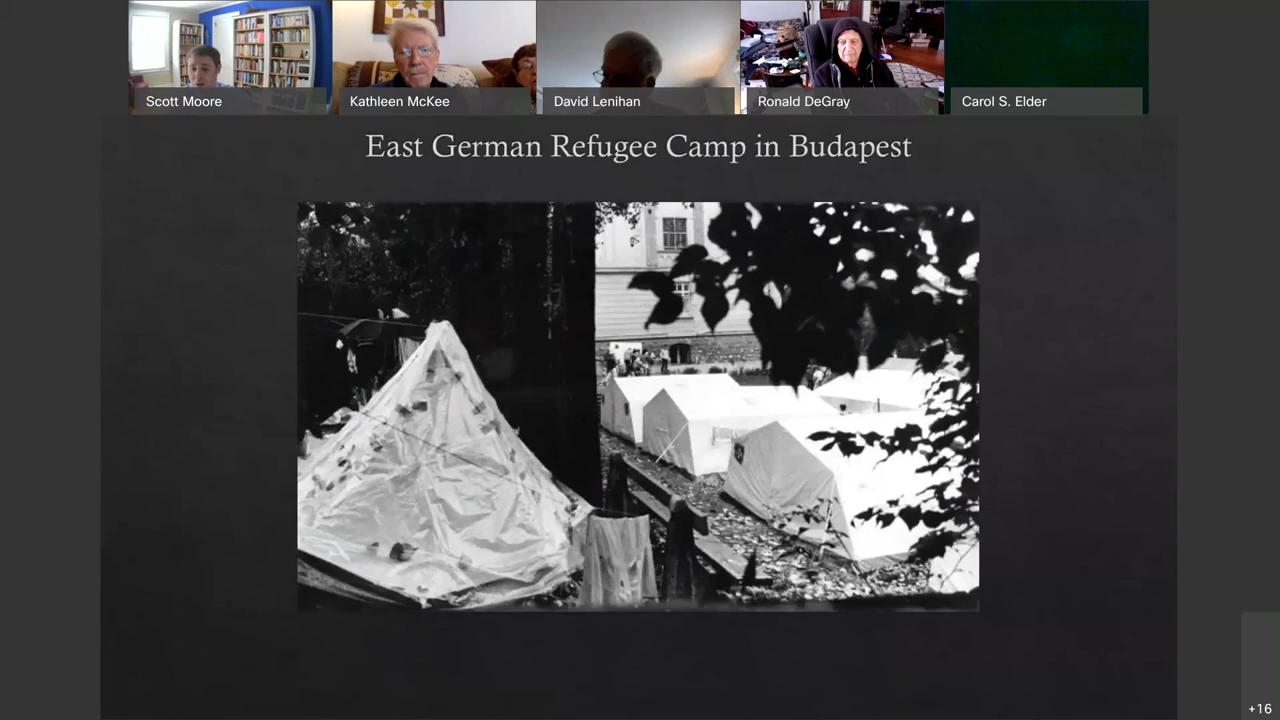 Scott Moore
Kathleen McKee
David Lenihan
Ronald DeGray
Carol S. Elder
East German Refugee Camp in Budapest
+16